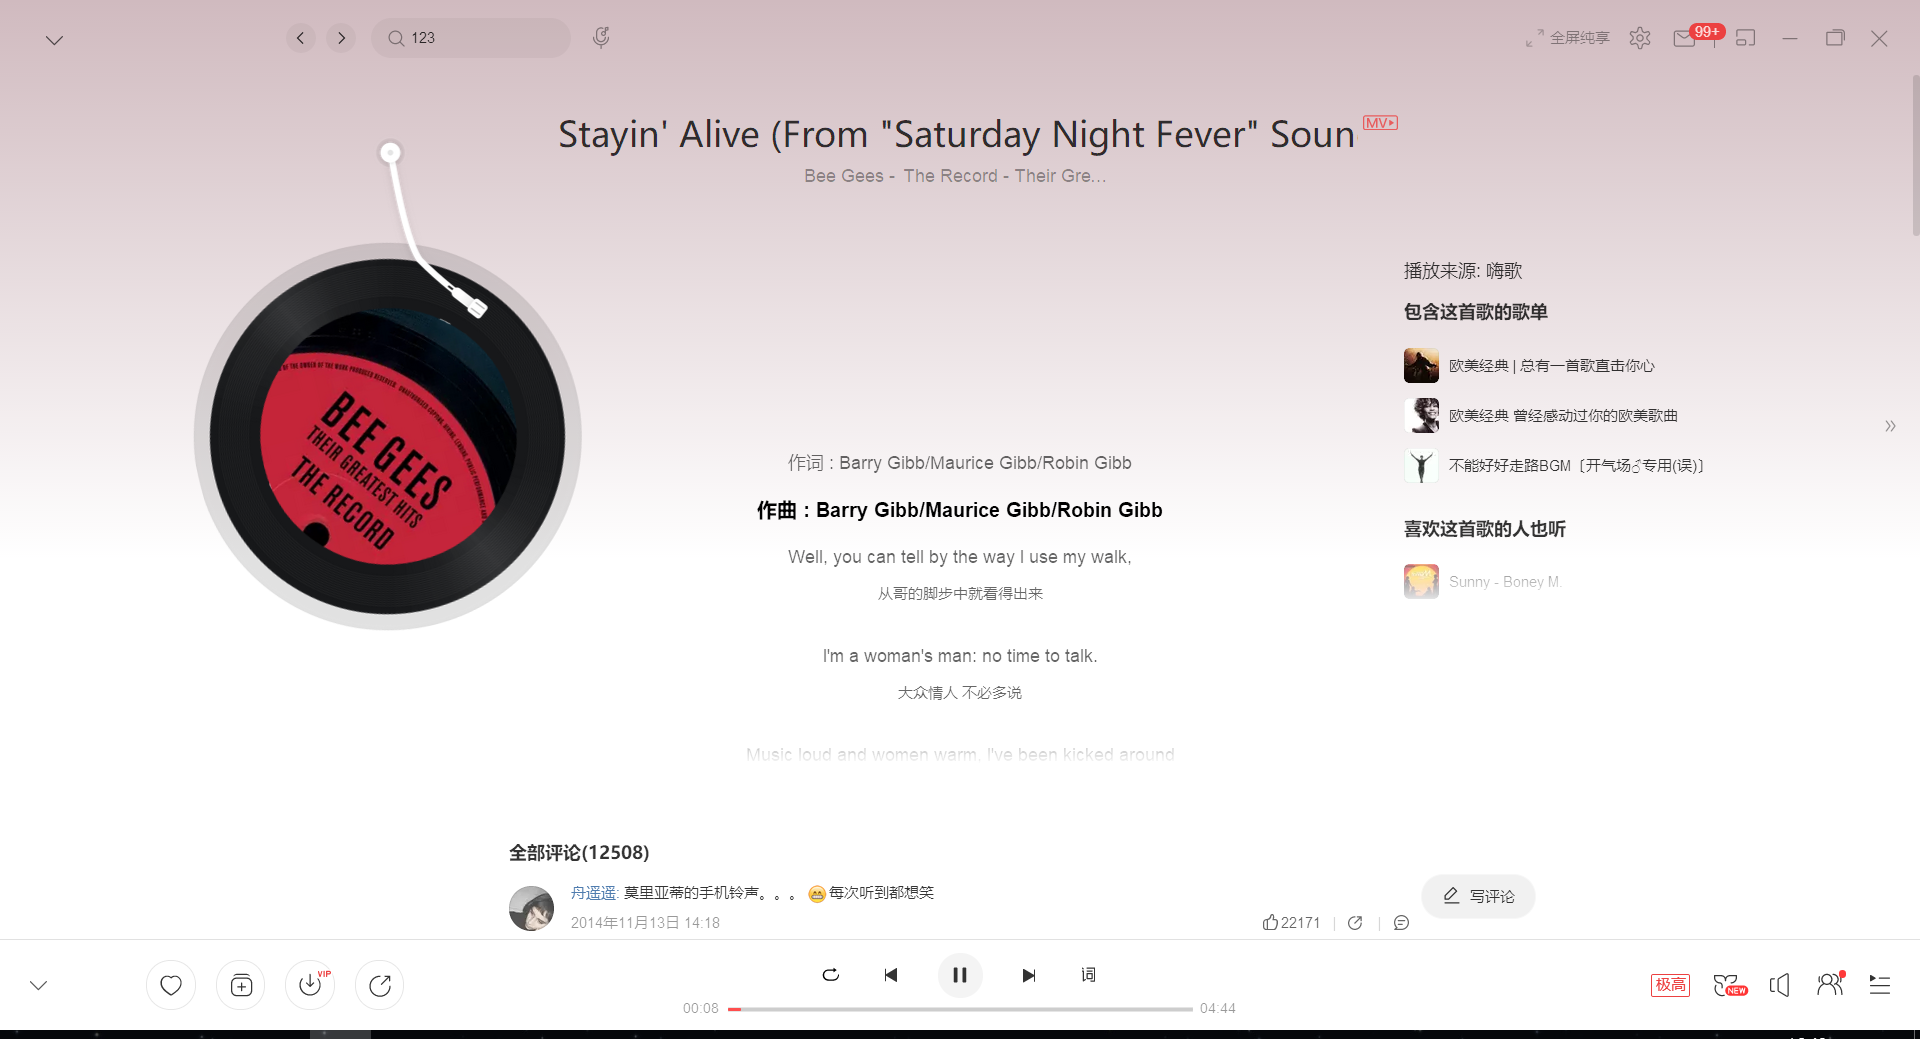 123
全屏纯享
99+
Stayin' Alive (From "Saturday Night Fever" Soun
MV
Bee Gees - The Record - Their Gre...
BEE GEES
THEIR GREATEST HITS
THE RECORD
作词 : Barry Gibb/Maurice Gibb/Robin Gibb
作曲 : Barry Gibb/Maurice Gibb/Robin Gibb
Well, you can tell by the way I use my walk,
从哥的脚步中就看得出来
I'm a woman's man: no time to talk.
大众情人 不必多说
Music loud and women warm, I've been kicked around
播放来源: 嗨歌
包含这首歌的歌单
欧美经典 | 总有一首歌直击你心
欧美经典 曾经感动过你的欧美歌曲
不能好好走路BGM〔开气场♂专用(误)〕
喜欢这首歌的人也听
Sunny - Boney M.
全部评论(12508)
舟遥遥: 莫里亚蒂的手机铃声。。。😁每次听到都想笑
2014年11月13日 14:18
22171
写评论
VIP
词
00:08
04:44
极高
NEW